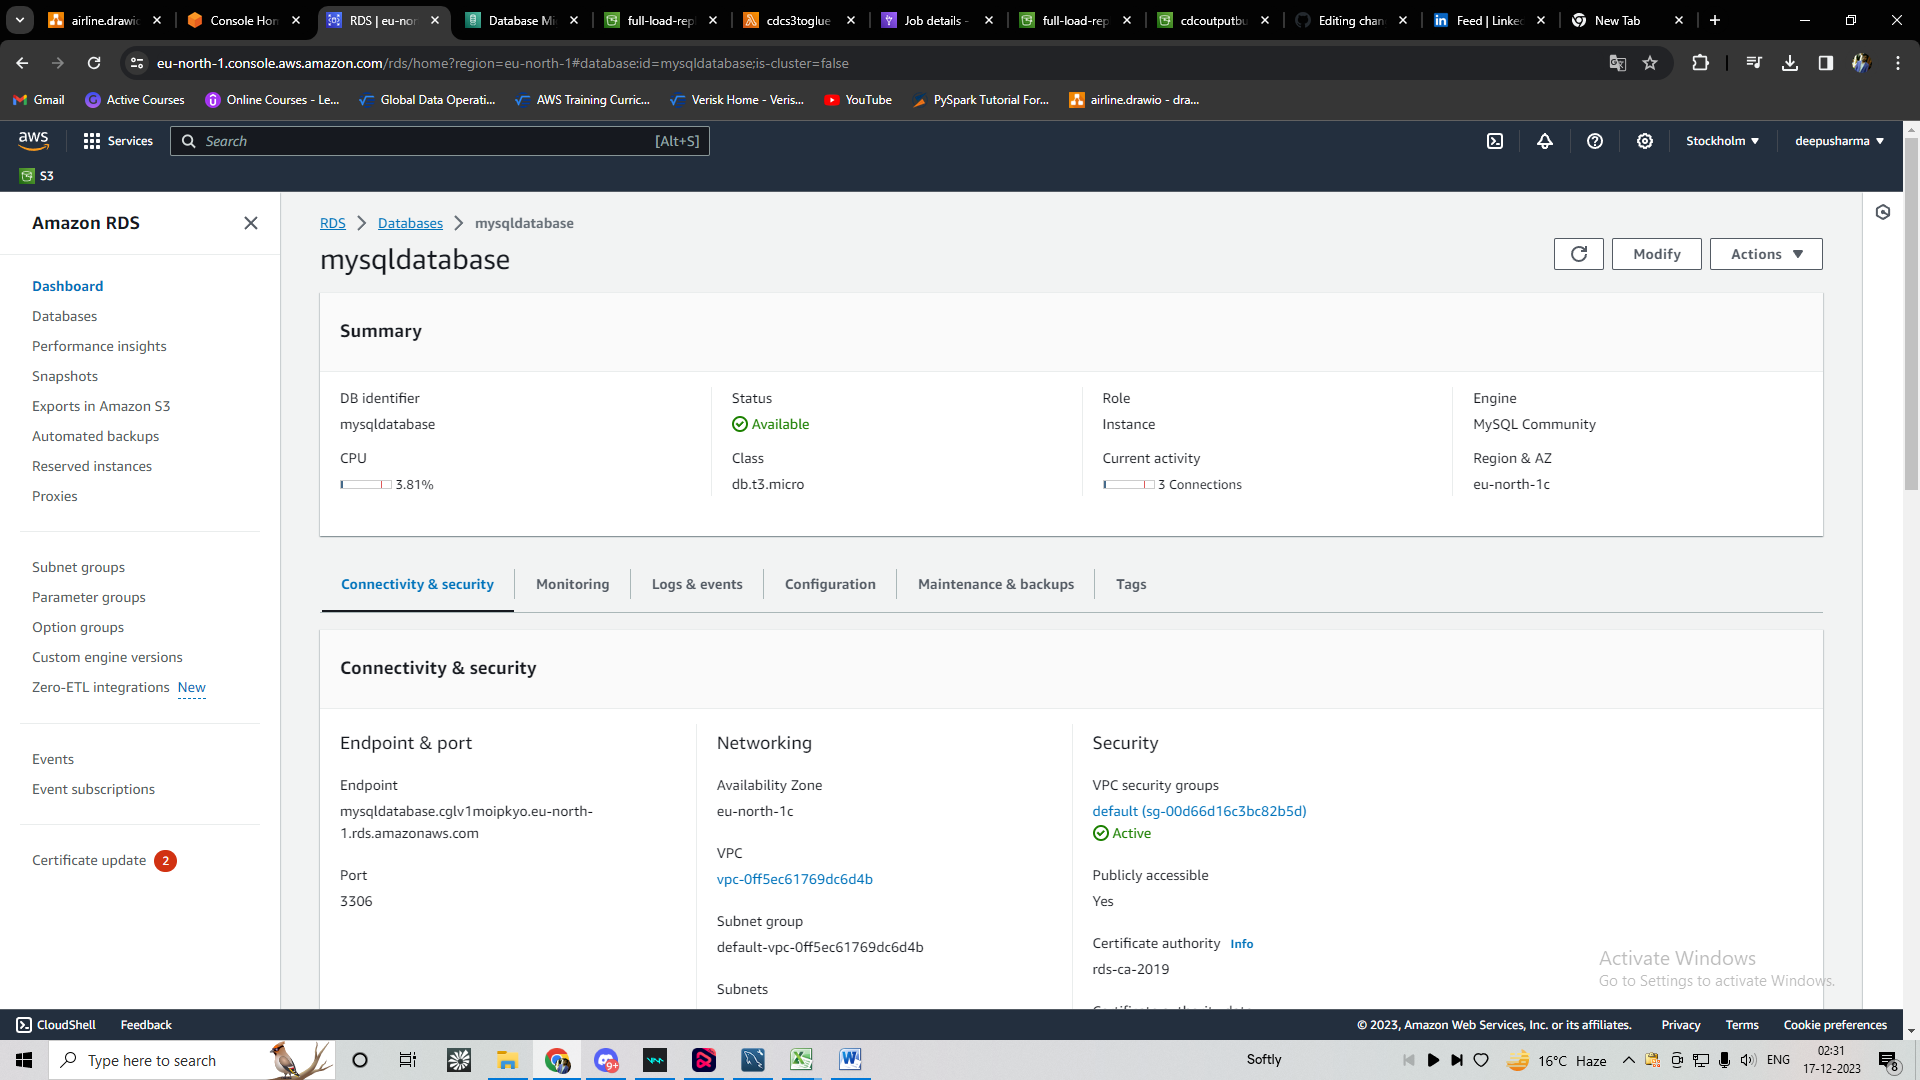 airline.drawio
Console Hom
RDS | eu-nor
Database Mi
full-load-repl
cdcs3toglue
Job details -
full-load-rep
cdcoutputbu
Editing chan
Feed | Linke
New Tab
eu-north-1.console.aws.amazon.com/rds/home?region=eu-north-1#database:id=mysqldatabase;is-cluster=false
Gmail
Active Courses
Online Courses - Le...
Global Data Operati...
AWS Training Curric...
Verisk Home - Veris...
YouTube
PySpark Tutorial For...
airline.drawio - dra...
aws
Services
Search
[Alt+S]
Stockholm
deepusharma
S3
Amazon RDS
Dashboard
Databases
Performance insights
Snapshots
Exports in Amazon S3
Automated backups
Reserved instances
Proxies
Subnet groups
Parameter groups
Option groups
Custom engine versions
Zero-ETL integrations New
Events
Event subscriptions
Certificate update 2
RDS > Databases > mysqldatabase
mysqldatabase
Modify
Actions
Summary
DB identifier
mysqldatabase
CPU
3.81%
Status
Available
Class
db.t3.micro
Role
Instance
Current activity
3 Connections
Engine
MySQL Community
Region & AZ
eu-north-1c
Connectivity & security
Monitoring
Logs & events
Configuration
Maintenance & backups
Tags
Connectivity & security
Endpoint & port
Endpoint
mysqldatabase.cglv1moipkyo.eu-north-
1.rds.amazonaws.com
Port
3306
Networking
Availability Zone
eu-north-1c
VPC
vpc-0ff5ec61769dc6d4b
Subnet group
default-vpc-0ff5ec61769dc6d4b
Subnets
Security
VPC security groups
default (sg-00d66d16c3bc82b5d)
Active
Publicly accessible
Yes
Certificate authority Info
rds-ca-2019
Activate Windows
Go to Settings to activate Windows.
CloudShell
Feedback
© 2023, Amazon Web Services, Inc. or its affiliates.
Privacy
Terms
Cookie preferences
Type here to search
9+
Softly
16°C Haze
ENG
02:31
17-12-2023
8